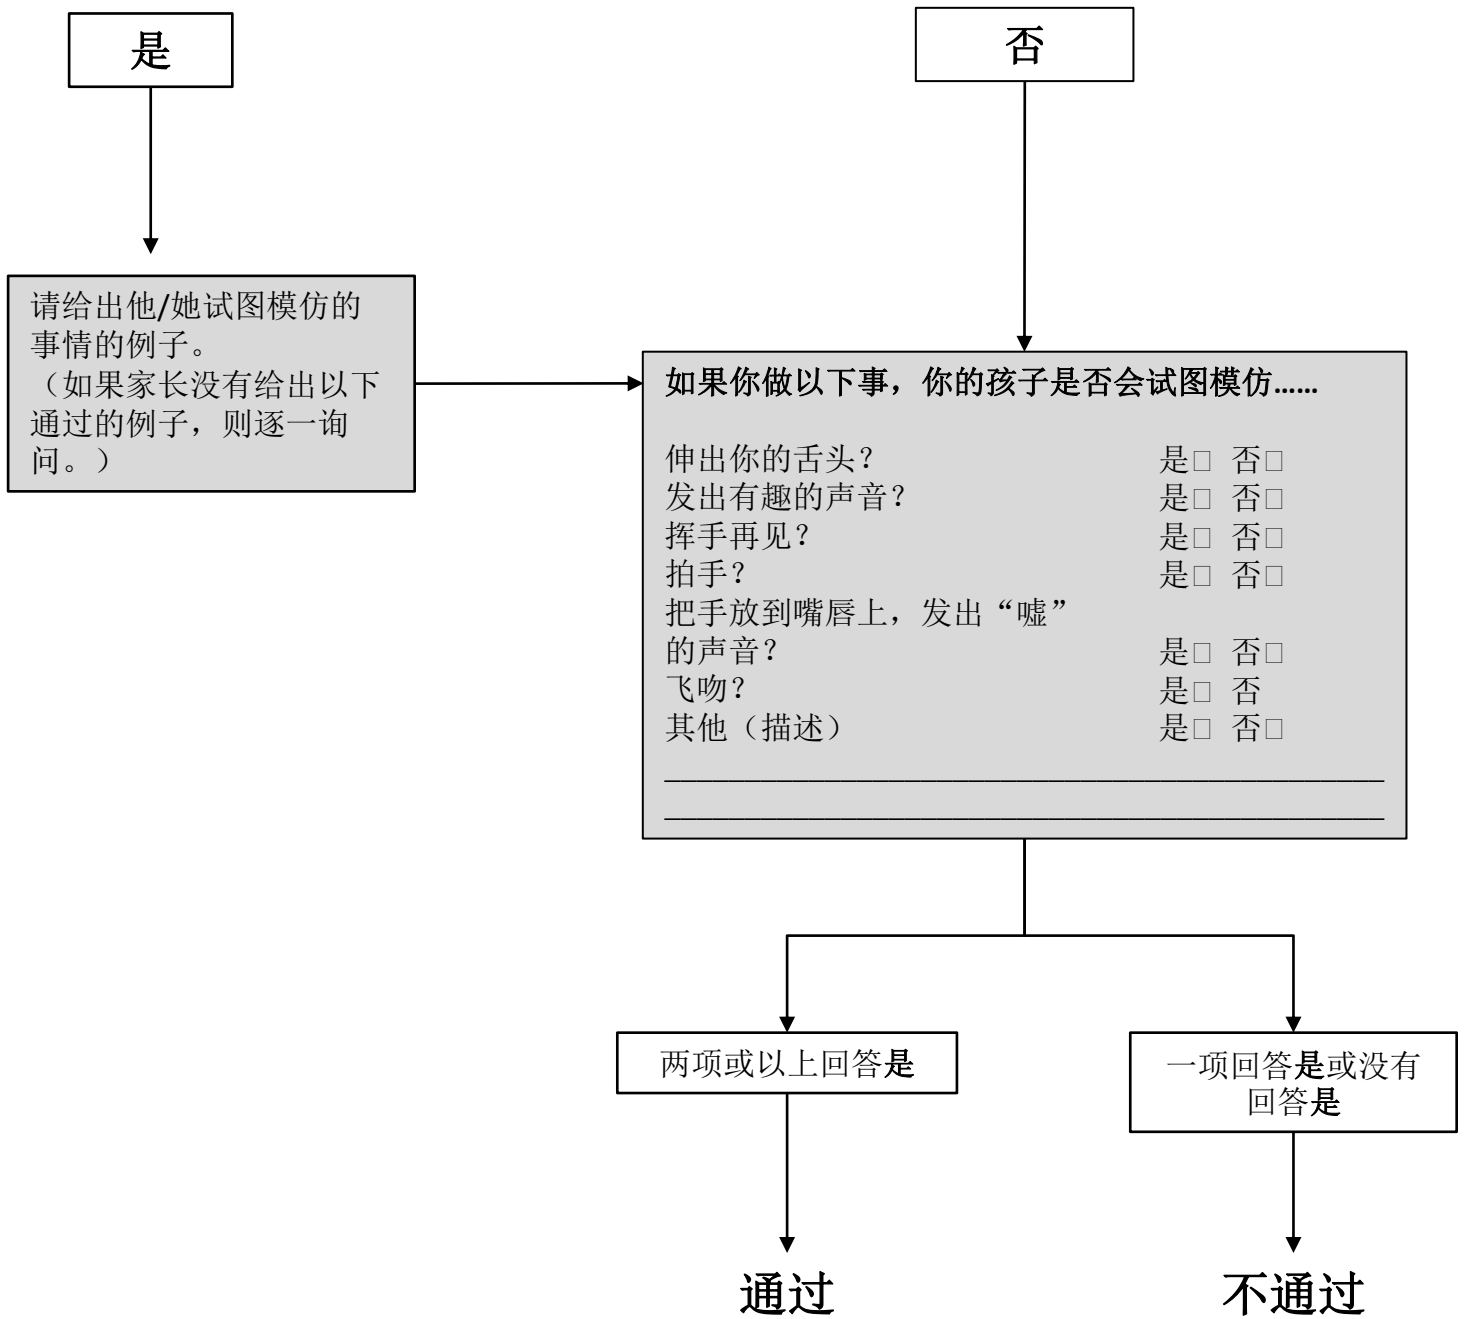 是
否
请给出他/她试图模仿的
事情的例子。
（如果家长没有给出以下
通过的例子，则逐一询
问。）
如果你做以下事，你的孩子是否会试图模仿……
伸出你的舌头？ 是□ 否□
发出有趣的声音？ 是□ 否□
挥手再见？ 是□ 否□
拍手？ 是□ 否□
把手放到嘴唇上，发出“嘘”
的声音？ 是□ 否□
飞吻？ 是□ 否
其他（描述） 是□ 否□
两项或以上回答是
一项回答是或没有
回答是
通过
不通过